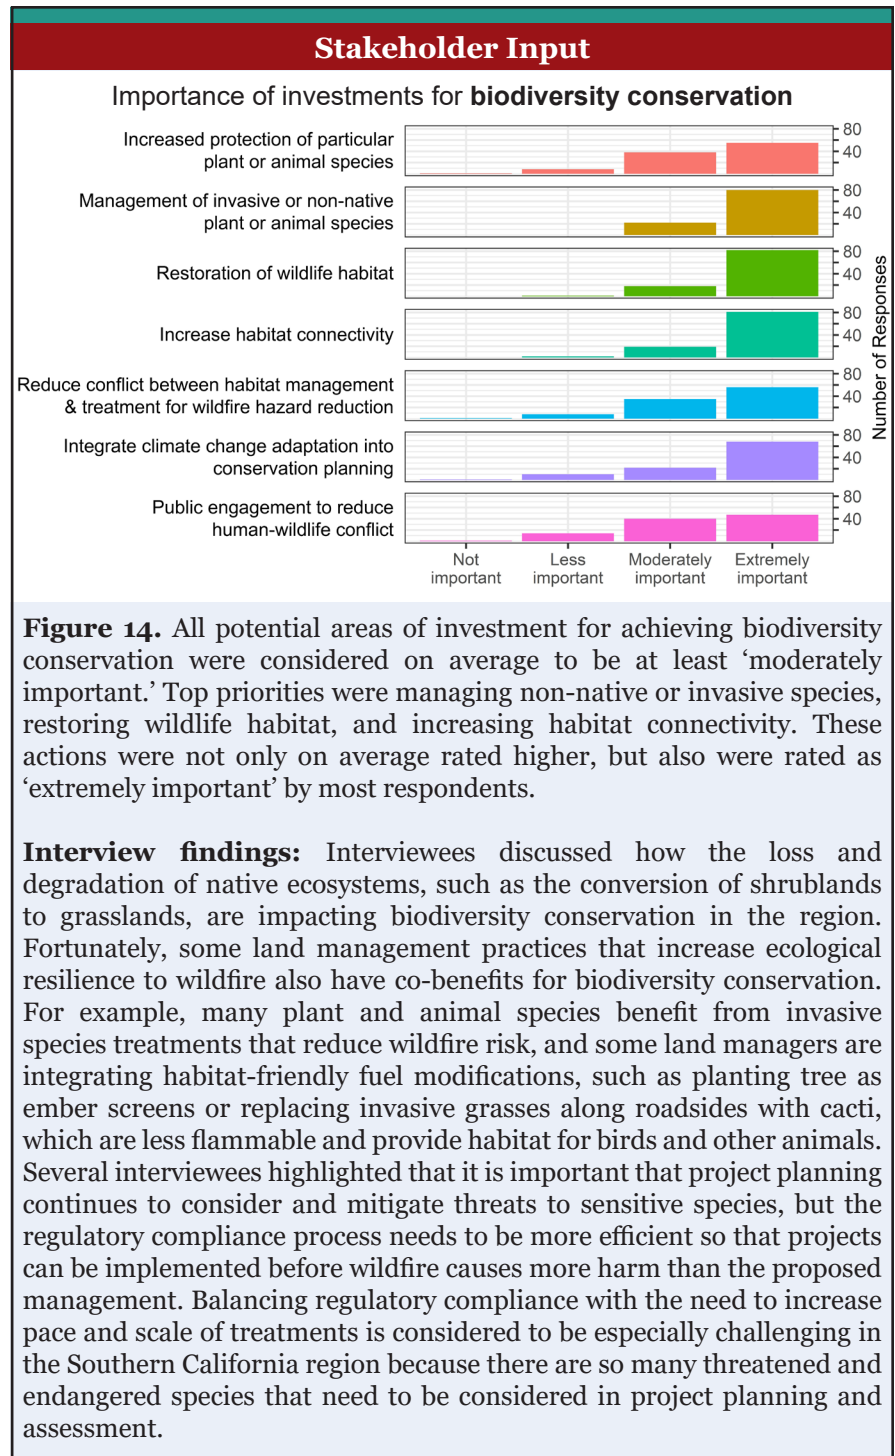 Stakeholder Input
Importance of investments for biodiversity conservation
Increased protection of particular
plant or animal species
80
40
Management of invasive or non-native
plant or animal species
80
40
Restoration of wildlife habitat
80
40
Increase habitat connectivity
80
40
Reduce conflict between habitat management
& treatment for wildfire hazard reduction
80
40
Integrate climate change adaptation into
conservation planning
80
40
Public engagement to reduce
human-wildlife conflict
80
40
Number of Responses
Not
important
Less
important
Moderately
important
Extremely
important
Figure 14. All potential areas of investment for achieving biodiversity
conservation were considered on average to be at least ‘moderately
important.’ Top priorities were managing non-native or invasive species,
restoring wildlife habitat, and increasing habitat connectivity. These
actions were not only on average rated higher, but also were rated as
‘extremely important’ by most respondents.
Interview findings: Interviewees discussed how the loss and
degradation of native ecosystems, such as the conversion of shrublands
to grasslands, are impacting biodiversity conservation in the region.
Fortunately, some land management practices that increase ecological
resilience to wildfire also have co-benefits for biodiversity conservation.
For example, many plant and animal species benefit from invasive
species treatments that reduce wildfire risk, and some land managers are
integrating habitat-friendly fuel modifications, such as planting tree as
ember screens or replacing invasive grasses along roadsides with cacti,
which are less flammable and provide habitat for birds and other animals.
Several interviewees highlighted that it is important that project planning
continues to consider and mitigate threats to sensitive species, but the
regulatory compliance process needs to be more efficient so that projects
can be implemented before wildfire causes more harm than the proposed
management. Balancing regulatory compliance with the need to increase
pace and scale of treatments is considered to be especially challenging in
the Southern California region because there are so many threatened and
endangered species that need to be considered in project planning and
assessment.